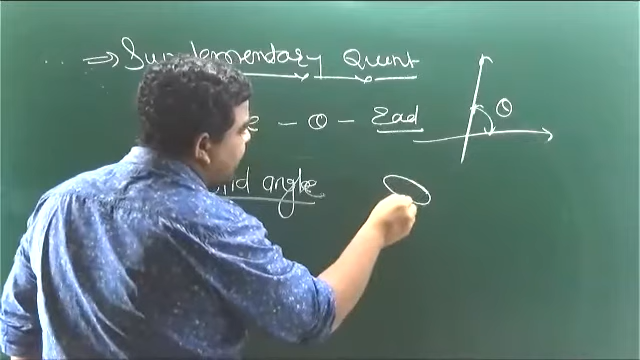 ⇒ Supplementary Quant
– θ – Rad
θ
angle